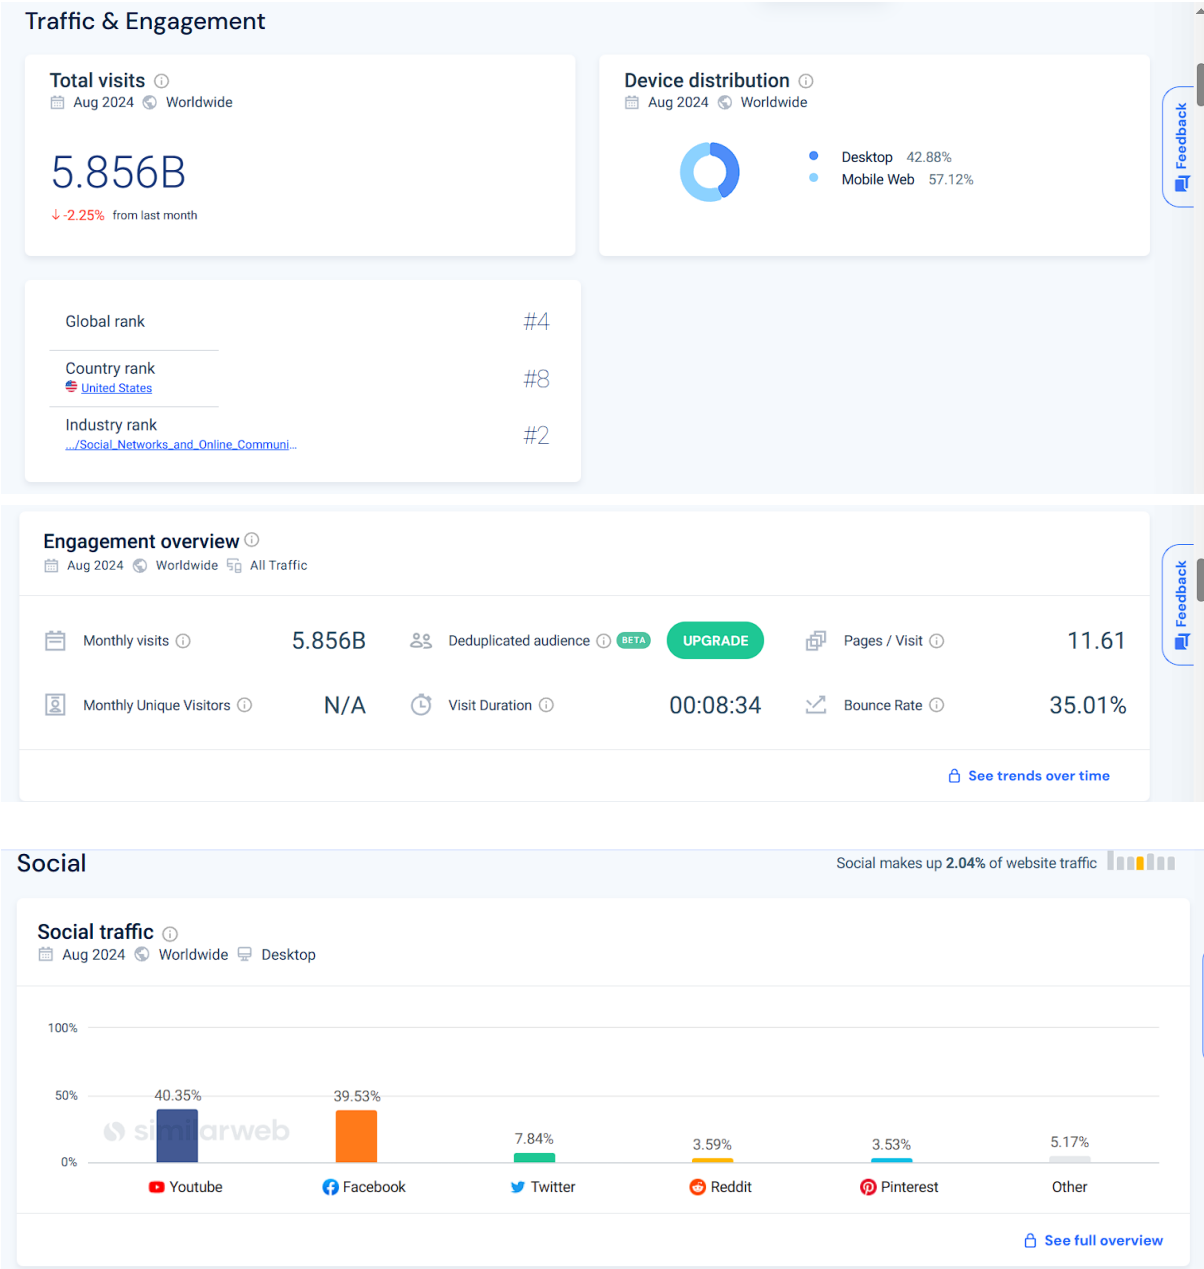 Traffic & Engagement
Total visits
Aug 2024 Worldwide
5.856B
-2.25% from last month
Device distribution
Aug 2024 Worldwide
Desktop 42.88%
Mobile Web 57.12%
Feedback
Global rank #4
Country rank
United States
#8
Industry rank
.../Social_Networks_and_Online_Communi...
#2
Engagement overview
Aug 2024 Worldwide All Traffic
Monthly visits 5.856B
Deduplicated audience BETA UPGRADE
Pages / Visit 11.61
Monthly Unique Visitors N/A
Visit Duration 00:08:34
Bounce Rate 35.01%
See trends over time
Feedback
Social
Social makes up 2.04% of website traffic
Social traffic
Aug 2024 Worldwide Desktop
100%
50%
0%
40.35% 39.53% 7.84% 3.59% 3.53% 5.17%
similarweb
Youtube Facebook Twitter Reddit Pinterest Other
See full overview